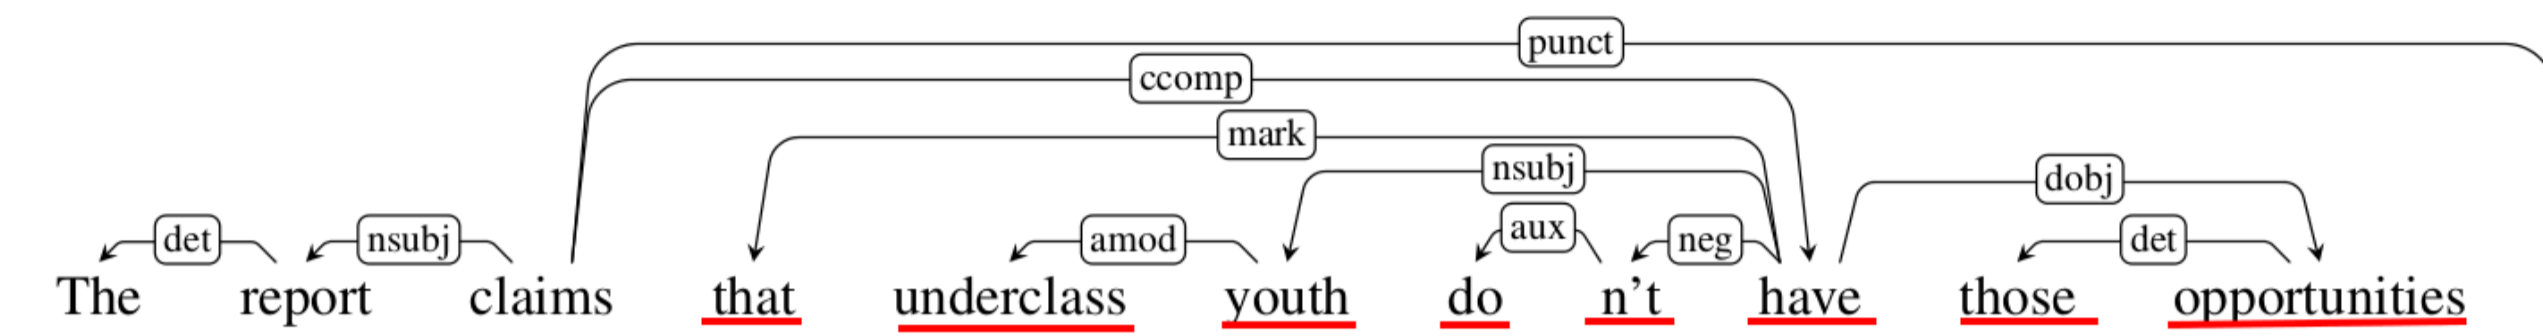 punct
ccomp
mark
nsubj dobj
det nsubj amod aux neg det
The report claims that underclass youth do n’t have those opportunities